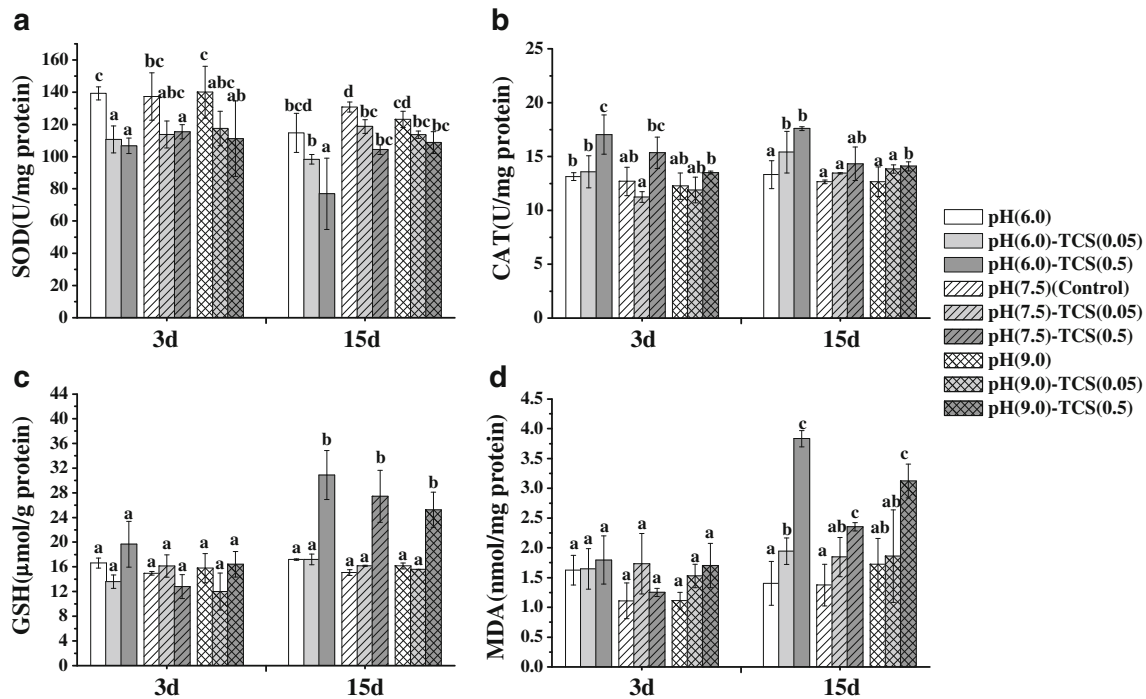 a
SOD(U/mg protein)
160
140
120
100
80
60
40
20
0
c
a
a
bc
abc
a
c
abc
ab
bcd
b
a
d
bc
bc
cd
bc
bc
3d
15d
b
CAT(U/mg protein)
25
20
15
10
5
0
b
b
c
ab
a
bc
ab
ab
b
a
b
b
a
a
ab
a
a
b
3d
15d
pH(6.0)
pH(6.0)-TCS(0.05)
pH(6.0)-TCS(0.5)
pH(7.5)(Control)
pH(7.5)-TCS(0.05)
pH(7.5)-TCS(0.5)
pH(9.0)
pH(9.0)-TCS(0.05)
pH(9.0)-TCS(0.5)
c
GSH(μmol/g protein)
44
40
36
32
28
24
20
16
12
8
4
0
a
a
a
a
a
a
a
a
a
a
a
b
a
a
b
a
a
b
3d
15d
d
MDA(nmol/mg protein)
4.5
4.0
3.5
3.0
2.5
2.0
1.5
1.0
0.5
0.0
a
a
a
a
a
a
a
a
a
a
b
c
a
ab
c
ab
ab
c
3d
15d